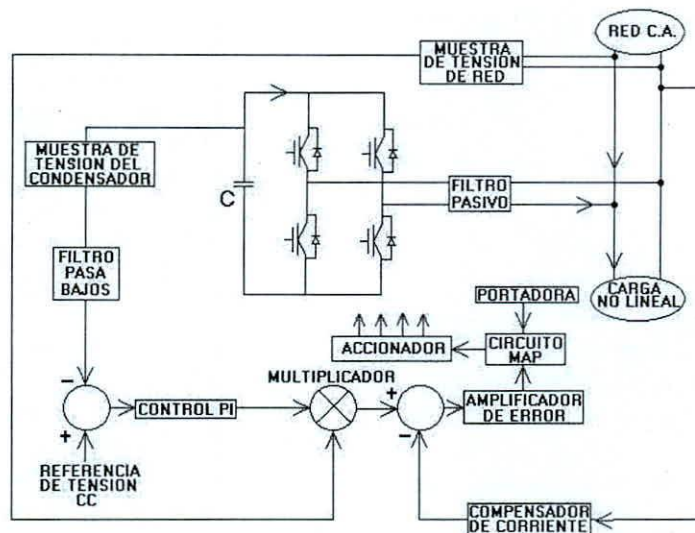 RED C.A.
MUESTRA
DE TENSIÓN
DE RED
MUESTRA DE
TENSION DEL
CONDENSADOR
C
FILTRO
PASIVO
FILTRO
PASA
BAJOS
CARGA
NO LINEAL
PORTADORA
ACCIONADOR
CIRCUITO
MAP
MULTIPLICADOR
-
+
CONTROL PI
+
-
AMPLIFICADOR
DE ERROR
REFERENCIA
DE TENSION
CC
COMPENSADOR
DE CORRIENTE